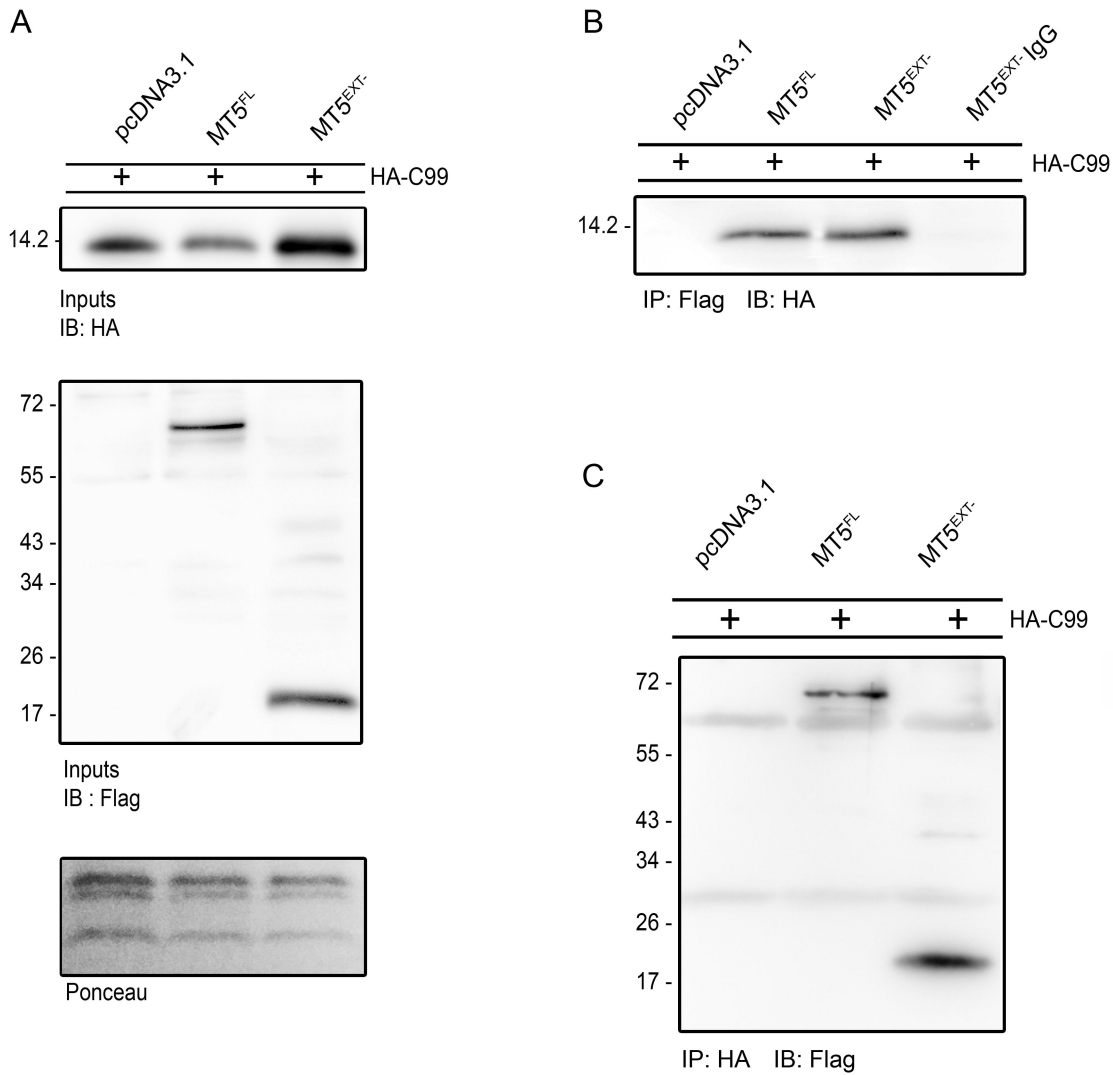 A
pcDNA3.1 MT5FL MT5EXT-
+ + + HA-C99
14.2 -
Inputs
IB: HA
72 -
55 -
43 -
34 -
26 -
17 -
Inputs
IB : Flag
Ponceau
B
pcDNA3.1 MT5FL MT5EXT- MT5EXT- IgG
+ + + + HA-C99
14.2 -
IP: Flag IB: HA
C
pcDNA3.1 MT5FL MT5EXT-
+ + + HA-C99
72 -
55 -
43 -
34 -
26 -
17 -
IP: HA IB: Flag